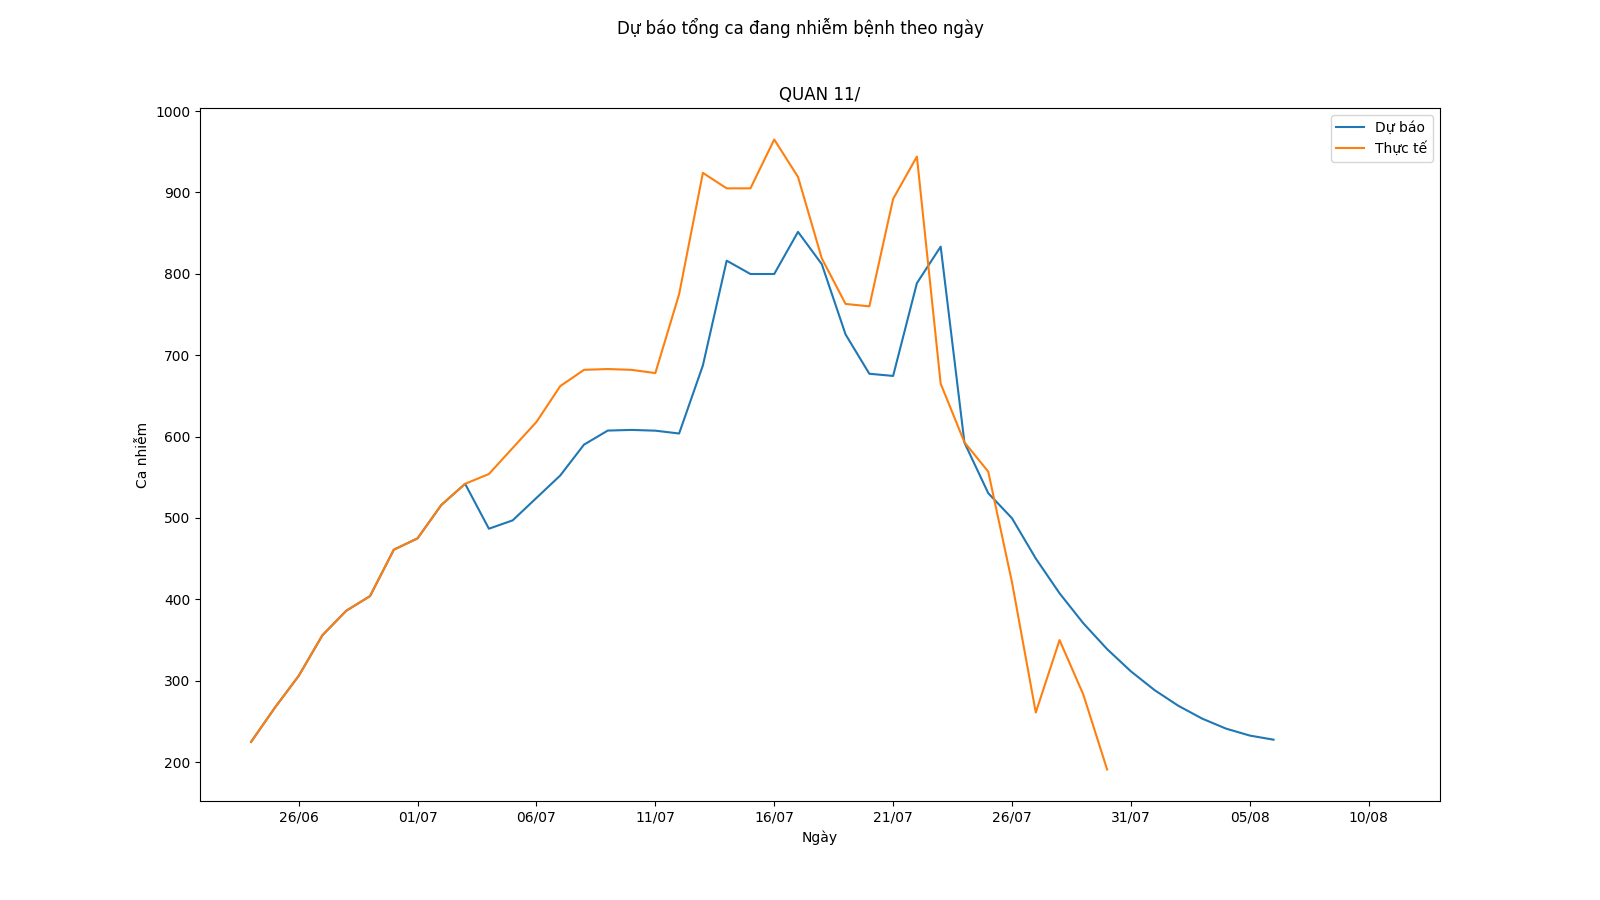 Dự báo tổng ca đang nhiễm bệnh theo ngày
QUAN 11/
Dự báo
Thực tế
1000
900
800
700
600
500
400
300
200
Ca nhiễm
26/06 01/07 06/07 11/07 16/07 21/07 26/07 31/07 05/08 10/08
Ngày